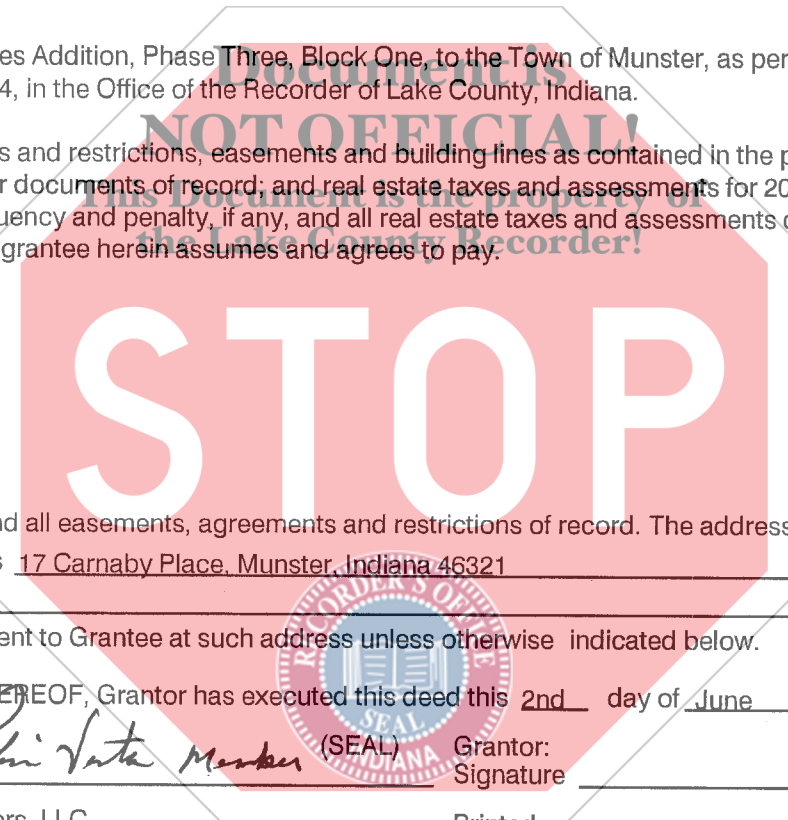 es Addition, Phase Three, Block One, to the Town of Munster, as per
Document is
4, in the Office of the Recorder of Lake County, Indiana.
NOT OFFICIAL!
s and restrictions, easements and building lines as contained in the p
r documents of record; and real estate taxes and assessments for 20
This Document is the property of
uency and penalty, if any, and all real estate taxes and assessments
the Lake County Recorder!
grantee herein assumes and agrees to pay.
STOP
d all easements, agreements and restrictions of record. The address
s 17 Carnaby Place, Munster, Indiana 46321
RECORDER'S OFFICE
SEAL
INDIANA
ent to Grantee at such address unless otherwise indicated below.
EREOF, Grantor has executed this deed this 2nd day of June
Member (SEAL) Grantor:
Signature
ers, LLC Printed